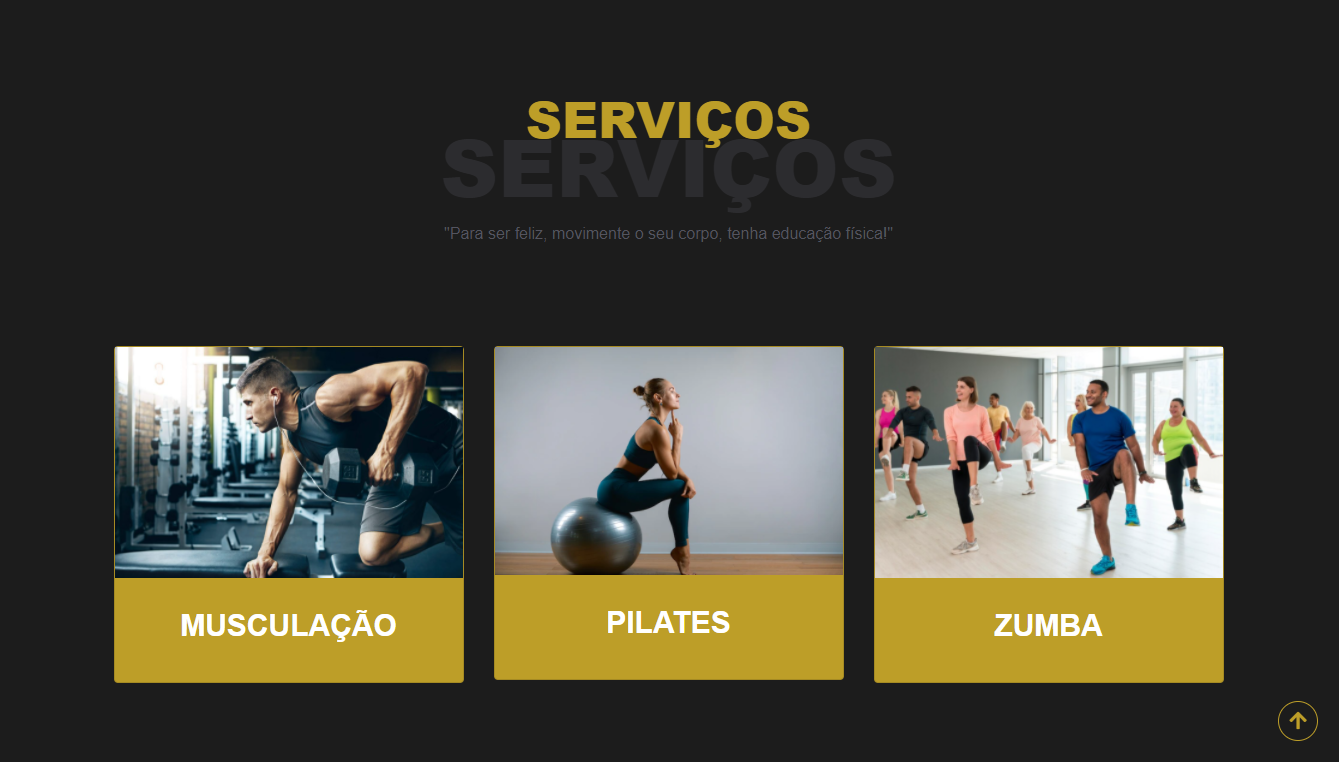 SERVIÇOS
SERVIÇOS
"Para ser feliz, movimente o seu corpo, tenha educação física!"
MUSCULAÇÃO
PILATES
ZUMBA